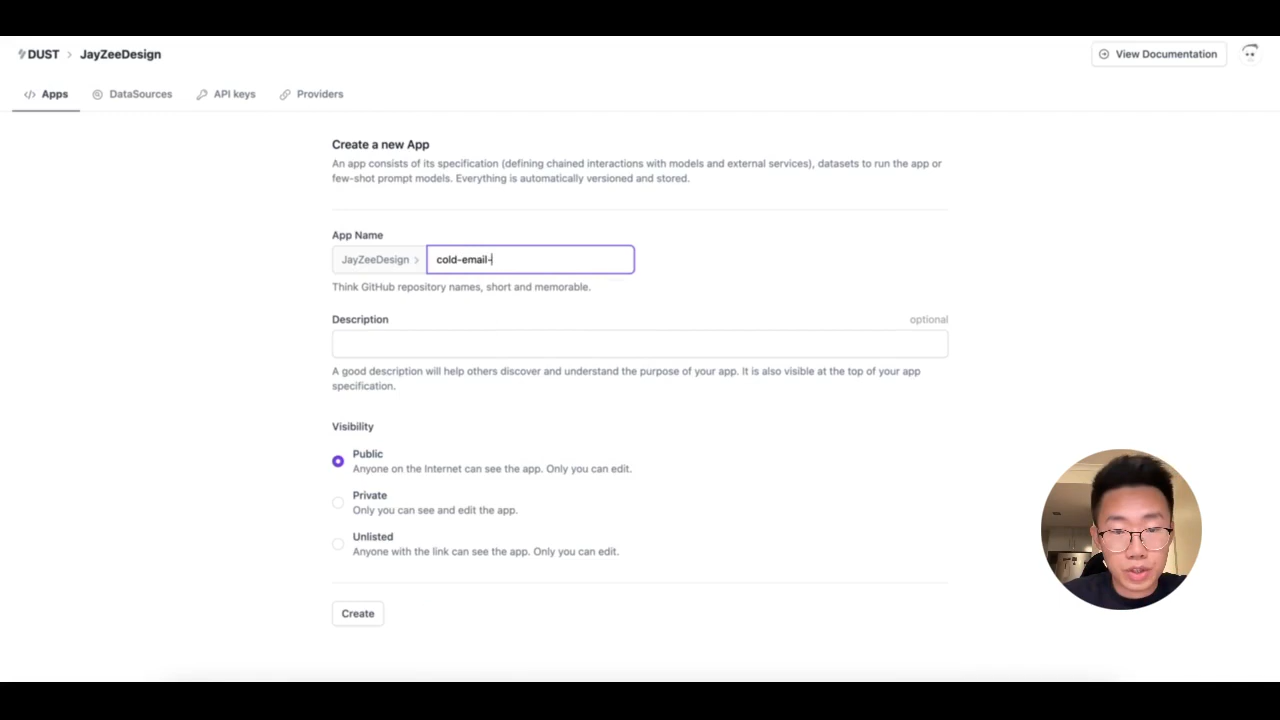 DUST > JayZeeDesign
View Documentation
Apps
DataSources
API keys
Providers
Create a new App
An app consists of its specification (defining chained interactions with models and external services), datasets to run the app or
few-shot prompt models. Everything is automatically versioned and stored.
App Name
JayZeeDesign > cold-email-
Think GitHub repository names, short and memorable.
Description
optional
A good description will help others discover and understand the purpose of your app. It is also visible at the top of your app
specification.
Visibility
Public
Anyone on the Internet can see the app. Only you can edit.
Private
Only you can see and edit the app.
Unlisted
Anyone with the link can see the app. Only you can edit.
Create